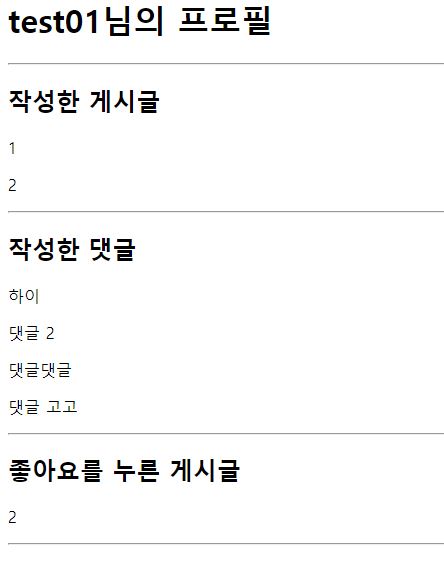 test01님의 프로필
작성한 게시글
1
2
작성한 댓글
하이
댓글 2
댓글댓글
댓글 고고
좋아요를 누른 게시글
2